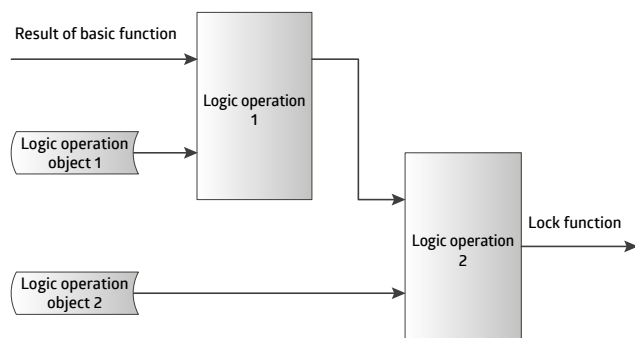 Result of basic function
Logic operation
1
Logic operation
object 1
Logic operation
2
Lock function
Logic operation
object 2